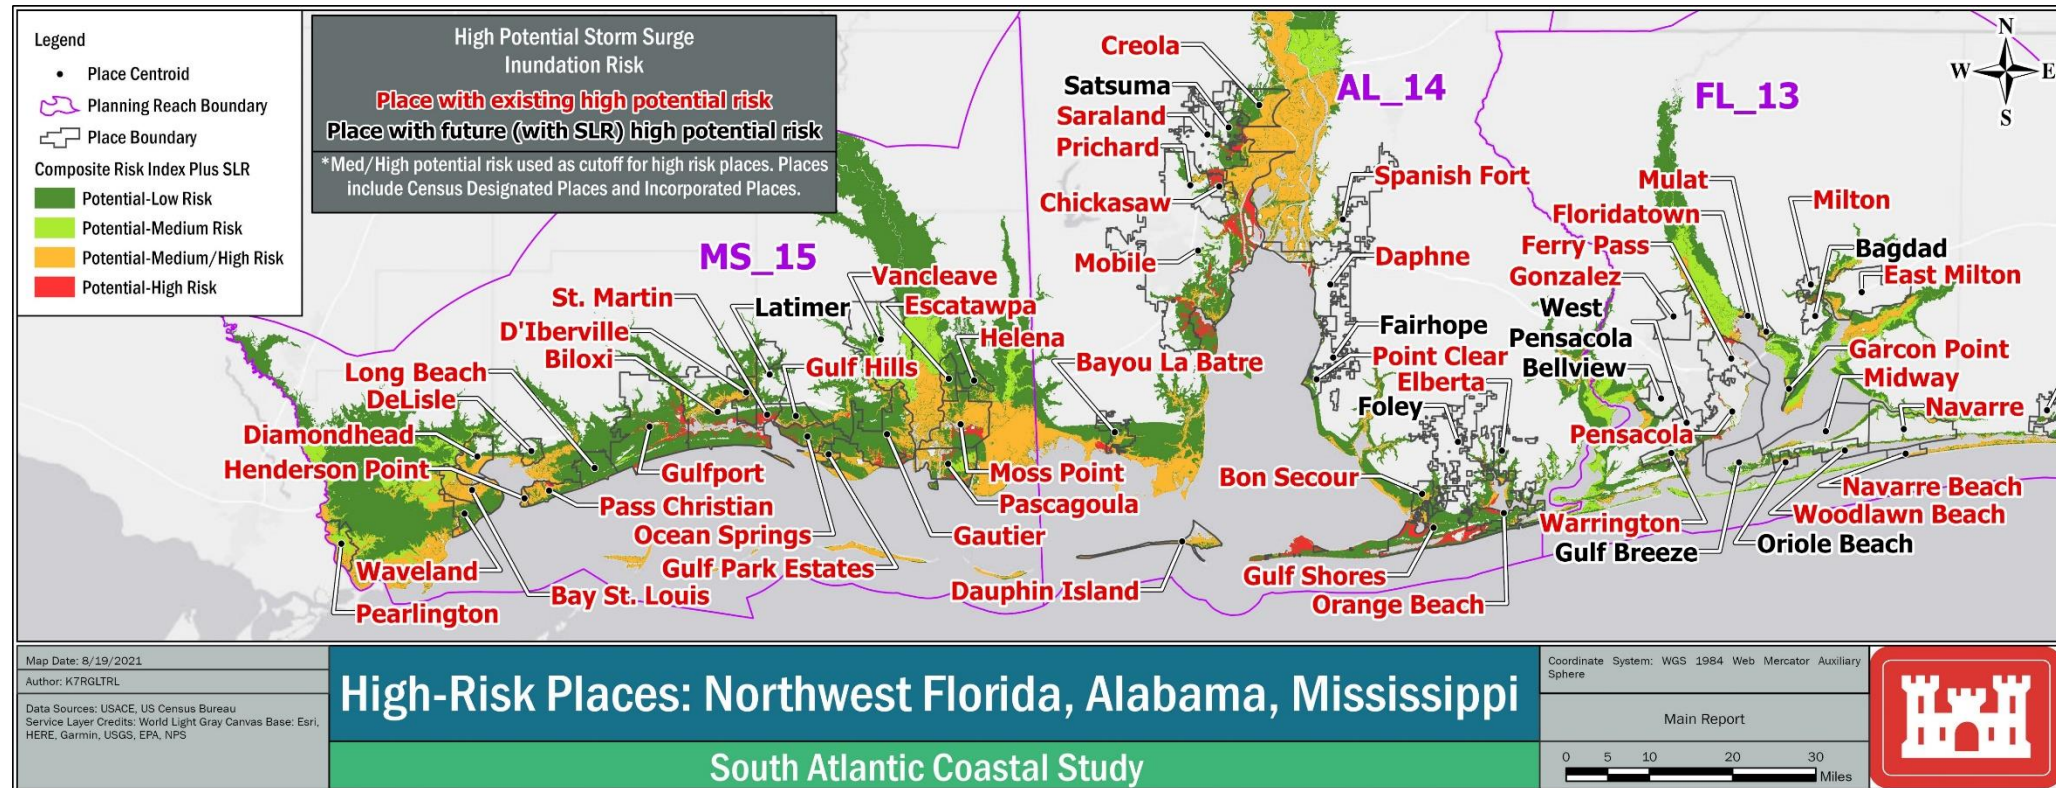 Legend
Place Centroid
Planning Reach Boundary
Place Boundary
Composite Risk Index Plus SLR
Potential-Low Risk
Potential-Medium Risk
Potential-Medium/High Risk
Potential-High Risk
High Potential Storm Surge
Inundation Risk
Place with existing high potential risk
Place with future (with SLR) high potential risk
*Med/High potential risk used as cutoff for high risk places. Places
include Census Designated Places and Incorporated Places.
N
W
E
S
MS_15
AL_14
FL_13
Creola
Satsuma
Saraland
Prichard
Chickasaw
Mobile
Spanish Fort
Daphne
Fairhope
Point Clear
Elberta
Foley
Bon Secour
Gulf Shores
Orange Beach
Bayou La Batre
Dauphin Island
Vancleave
Escatawpa
Helena
Latimer
St. Martin
D'Iberville
Biloxi
Gulf Hills
Long Beach
DeLisle
Diamondhead
Henderson Point
Gulfport
Pass Christian
Ocean Springs
Gulf Park Estates
Moss Point
Pascagoula
Gautier
Waveland
Bay St. Louis
Pearlington
Mulat
Floridatown
Ferry Pass
Gonzalez
West
Pensacola
Bellview
Milton
Bagdad
East Milton
Garcon Point
Midway
Navarre
Pensacola
Warrington
Gulf Breeze
Navarre Beach
Woodlawn Beach
Oriole Beach
Map Date: 8/19/2021
Author: K7RGLTRL
Data Sources: USACE, US Census Bureau
Service Layer Credits: World Light Gray Canvas Base: Esri,
HERE, Garmin, USGS, EPA, NPS
High-Risk Places: Northwest Florida, Alabama, Mississippi
South Atlantic Coastal Study
Coordinate System: WGS 1984 Web Mercator Auxiliary
Sphere
Main Report
0 5 10 20 30
Miles